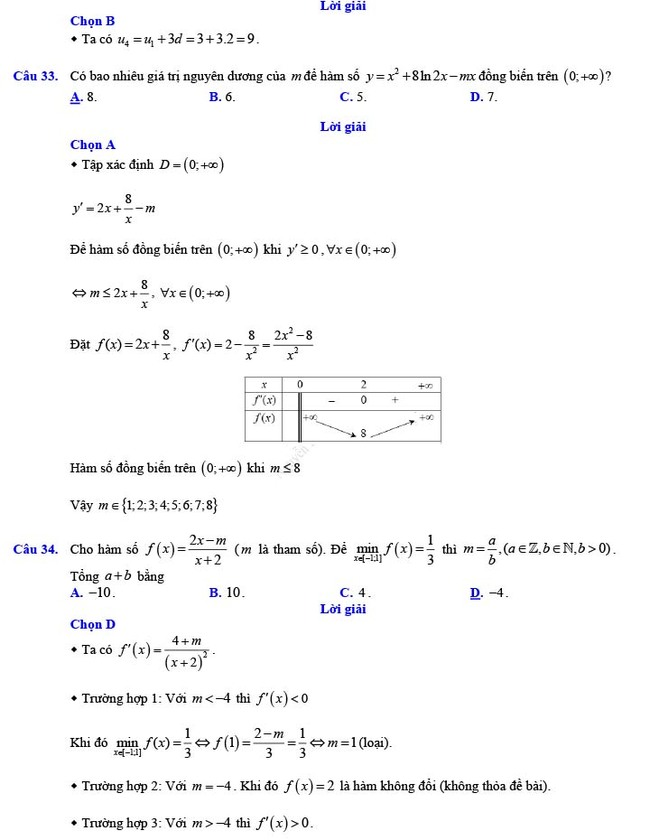 Lời giải
Chọn B
◆ Ta có u₄ = u₁ + 3d = 3 + 3.2 = 9.
Câu 33. Có bao nhiêu giá trị nguyên dương của m để hàm số y = x² + 8ln2x − mx đồng biến trên (0;+∞)?
A. 8. B. 6. C. 5. D. 7.
Lời giải
Chọn A
◆ Tập xác định D = (0;+∞)
y′ = 2x + 8/x − m
Để hàm số đồng biến trên (0;+∞) khi y′ ≥ 0, ∀x ∈ (0;+∞)
⇔ m ≤ 2x + 8/x, ∀x ∈ (0;+∞)
Đặt f(x) = 2x + 8/x, f′(x) = 2 − 8/x² = (2x² − 8)/x²
x 0 2 +∞
f′(x) − 0 +
f(x) +∞ 8 +∞
Hàm số đồng biến trên (0;+∞) khi m ≤ 8
Vậy m ∈ {1;2;3;4;5;6;7;8}
Câu 34. Cho hàm số f(x) = (2x − m)/(x + 2) (m là tham số). Để min x∈[−1;1] f(x) = 1/3 thì m = a/b, (a ∈ ℤ, b ∈ ℕ, b > 0).
Tổng a + b bằng
A. −10. B. 10. C. 4. D. −4.
Lời giải
Chọn D
◆ Ta có f′(x) = (4 + m)/(x + 2)².
◆ Trường hợp 1: Với m < −4 thì f′(x) < 0
Khi đó min x∈[−1;1] f(x) = 1/3 ⇔ f(1) = (2 − m)/3 = 1/3 ⇔ m = 1 (loại).
◆ Trường hợp 2: Với m = −4. Khi đó f(x) = 2 là hàm không đổi (không thỏa đề bài).
◆ Trường hợp 3: Với m > −4 thì f′(x) > 0.